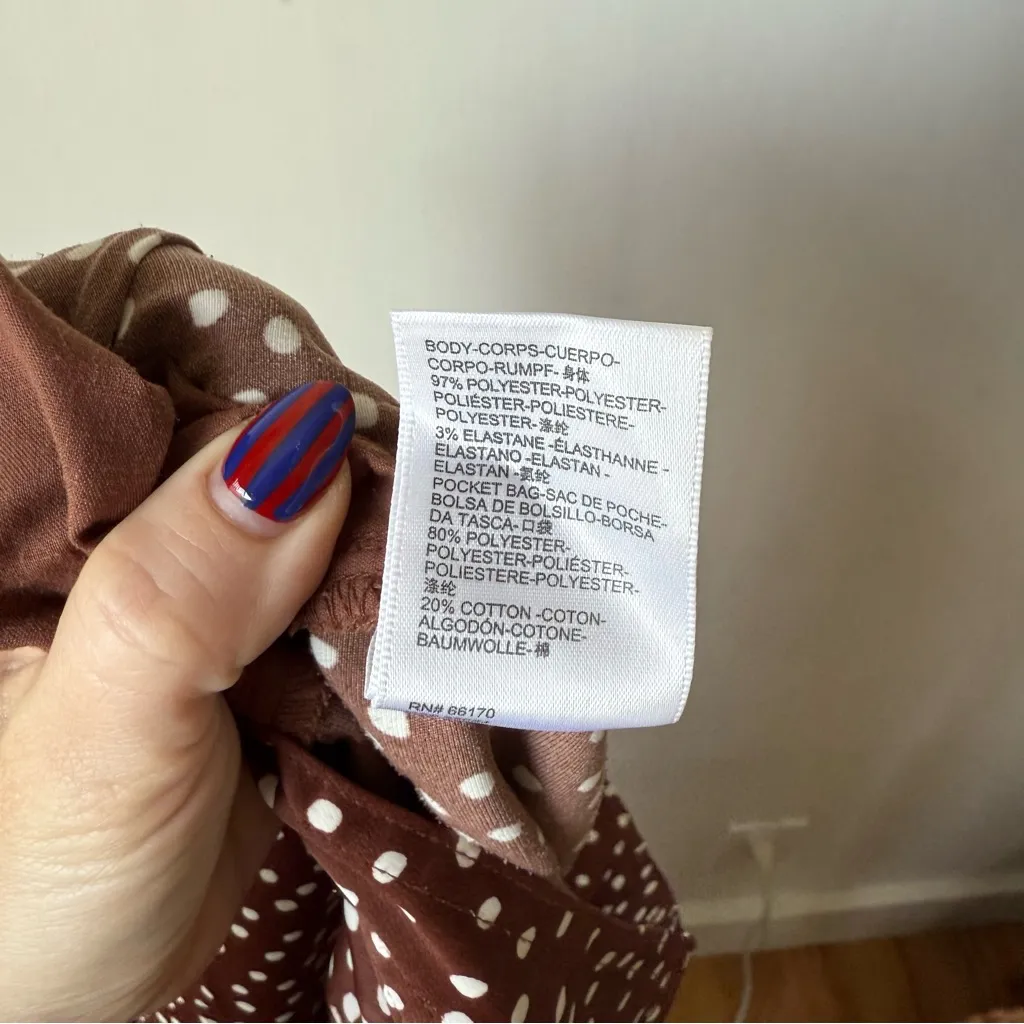 BODY-CORPS-CUERPO-
CORPO-RUMPF-身体
97% POLYESTER-POLYESTER-
POLIÉSTER-POLIESTERE-
POLYESTER-涤纶
3% ELASTANE -ÉLASTHANNE -
ELASTANO -ELASTAN -
ELASTAN -氨纶
POCKET BAG-SAC DE POCHE-
BOLSA DE BOLSILLO-BORSA
DA TASCA-口袋
80% POLYESTER-
POLYESTER-POLIÉSTER-
POLIESTERE-POLYESTER-
涤纶
20% COTTON -COTON-
ALGODÓN-COTONE-
BAUMWOLLE-棉
RN# 66170